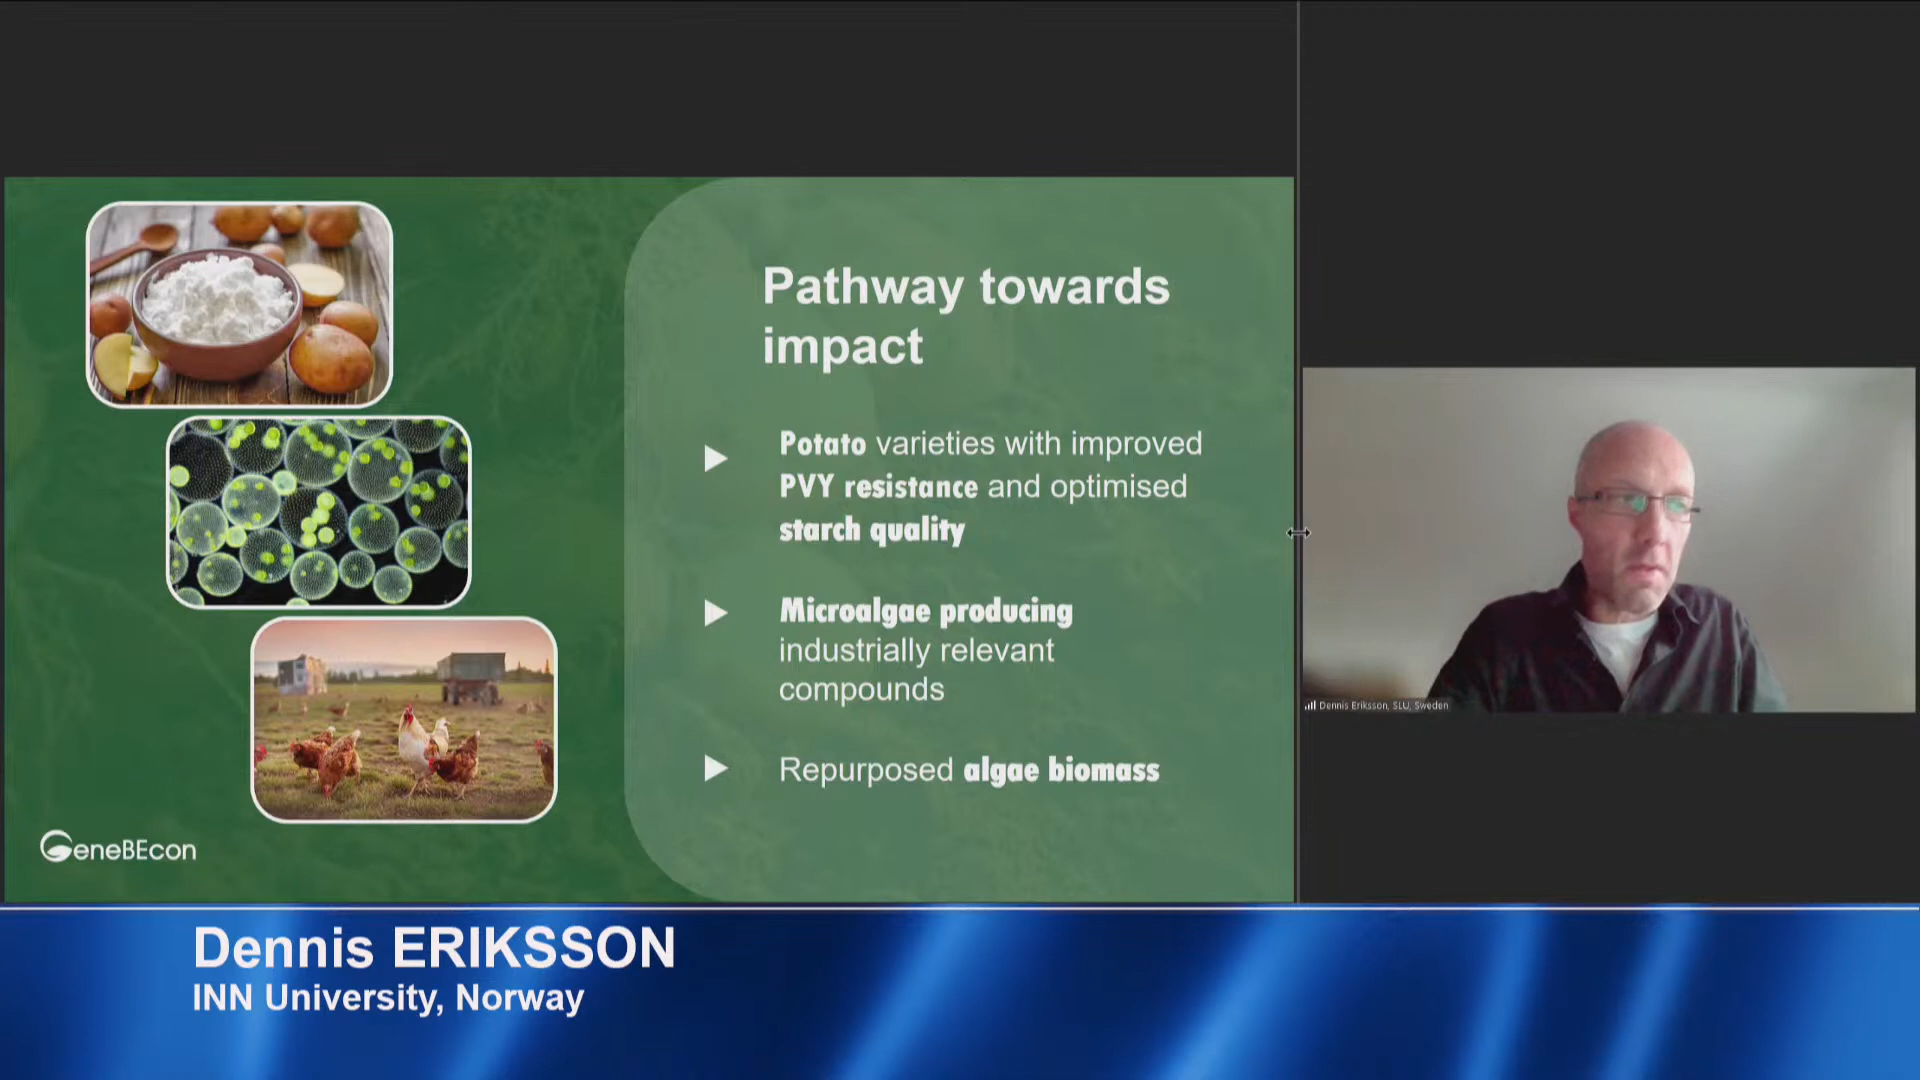 Pathway towards
impact
Potato varieties with improved
PVY resistance and optimised
starch quality
Microalgae producing
industrially relevant
compounds
Repurposed algae biomass
GeneBEcon
Dennis Eriksson, SLU, Sweden
Dennis ERIKSSON
INN University, Norway